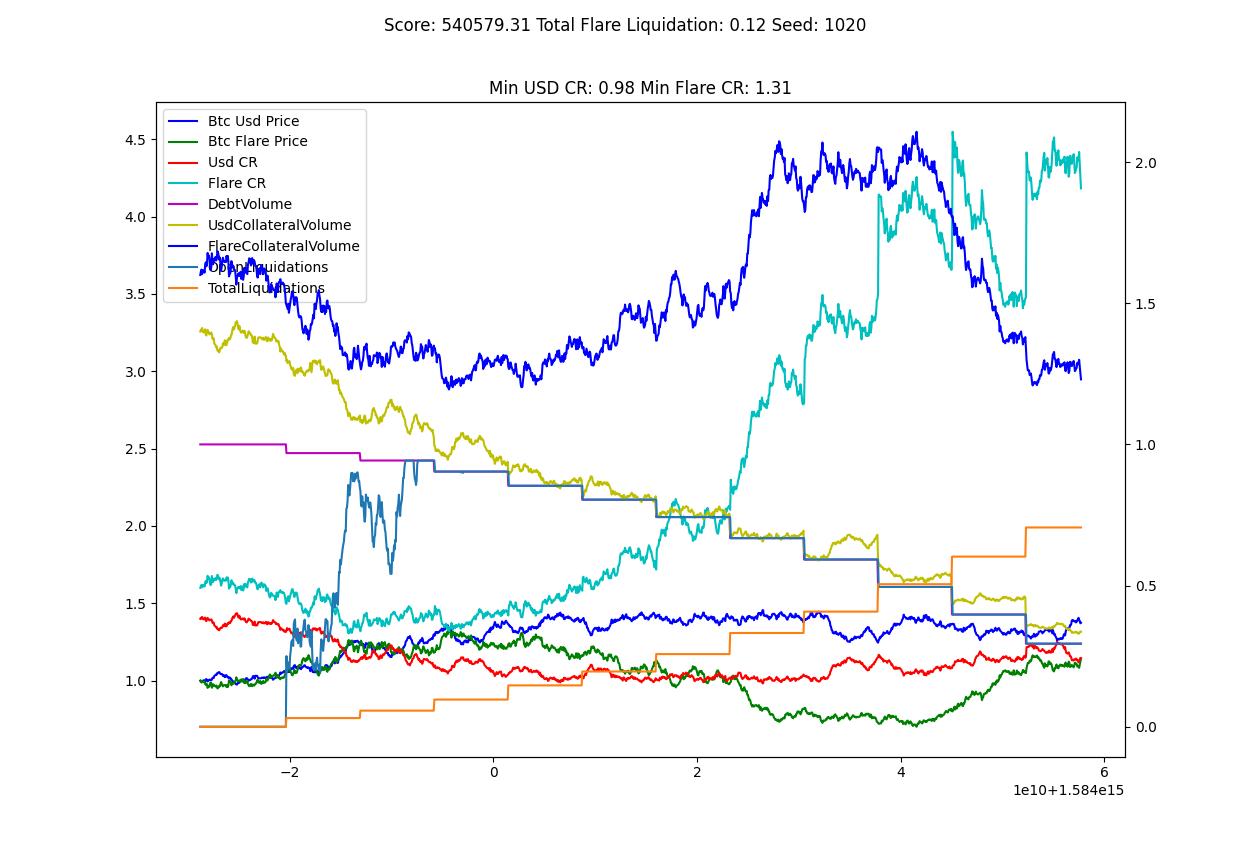 Score: 540579.31 Total Flare Liquidation: 0.12 Seed: 1020
Min USD CR: 0.98 Min Flare CR: 1.31
Btc Usd Price
Btc Flare Price
Usd CR
Flare CR
DebtVolume
UsdCollateralVolume
FlareCollateralVolume
OpenLiquidations
TotalLiquidations
4.5
4.0
3.5
3.0
2.5
2.0
1.5
1.0
2.0
1.5
1.0
0.5
0.0
−2
0
2
4
6
1e10+1.584e15